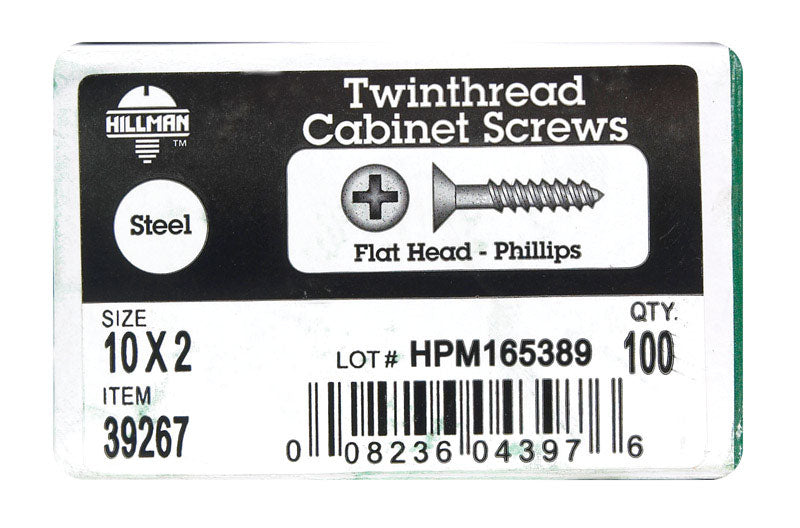 HILLMAN
TM
Steel
Twinthread
Cabinet Screws
Flat Head - Phillips
SIZE
10 X 2
ITEM
39267
LOT # HPM165389
QTY.
100
0 08236 04397 6